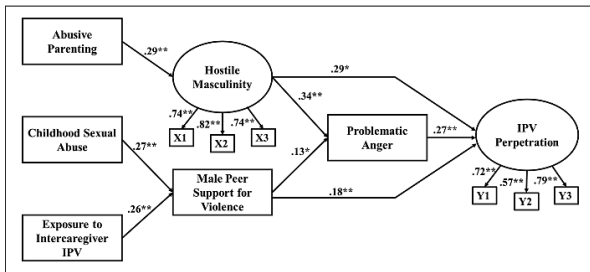 Abusive
Parenting
.29**
Hostile
Masculinity
.29*
.74**
.82**
.74**
X1
X2
X3
.34**
Childhood Sexual
Abuse
.27**
Problematic
Anger
.27**
IPV
Perpetration
.13*
Male Peer
Support for
Violence
.18**
.72**
.57**
.79**
Y1
Y2
Y3
.26**
Exposure to
Intercaregiver
IPV